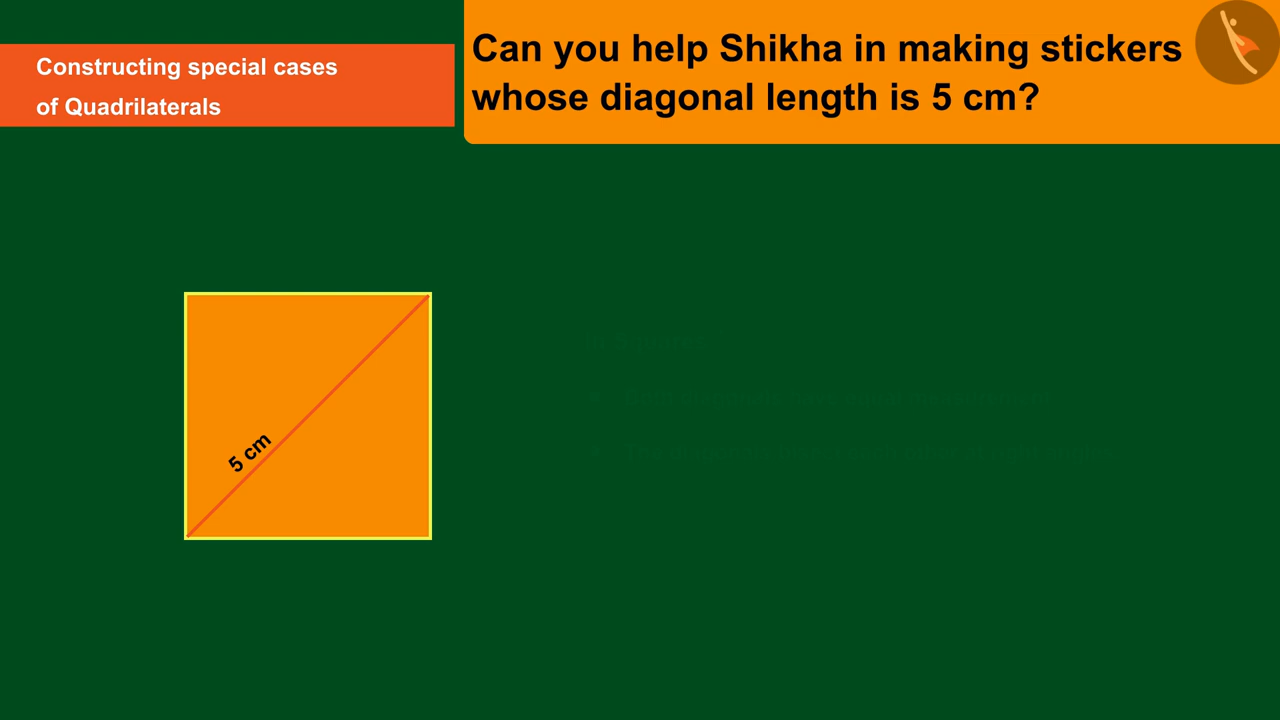 Constructing special cases
of Quadrilaterals
Can you help Shikha in making stickers
whose diagonal length is 5 cm?
5 cm